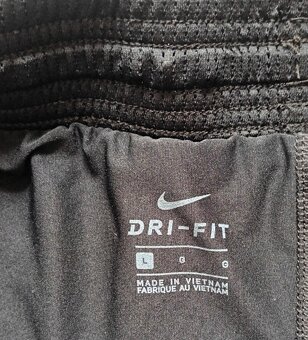 DRI-FIT
L G G
MADE IN VIETNAM
FABRIQUE AU VIETNAM